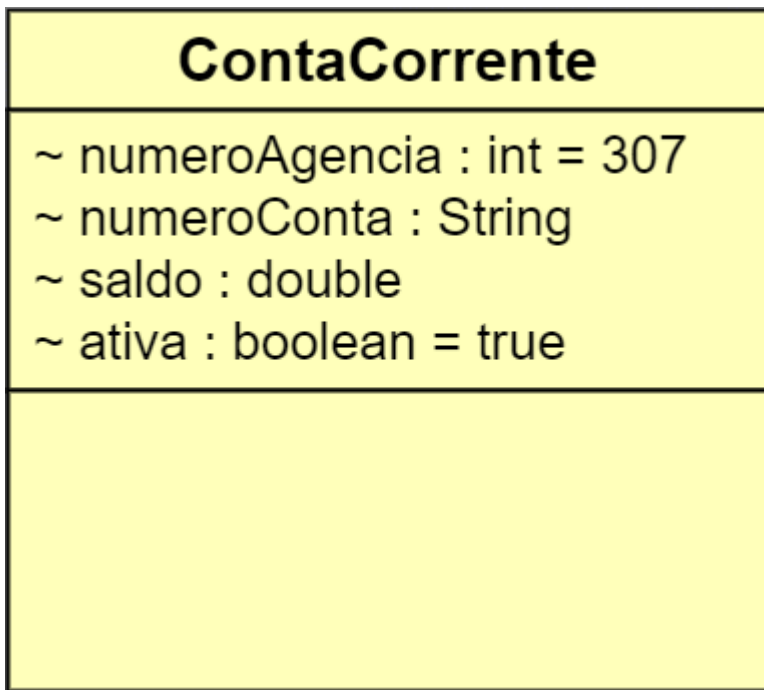 ContaCorrente
~ numeroAgencia : int = 307
~ numeroConta : String
~ saldo : double
~ ativa : boolean = true